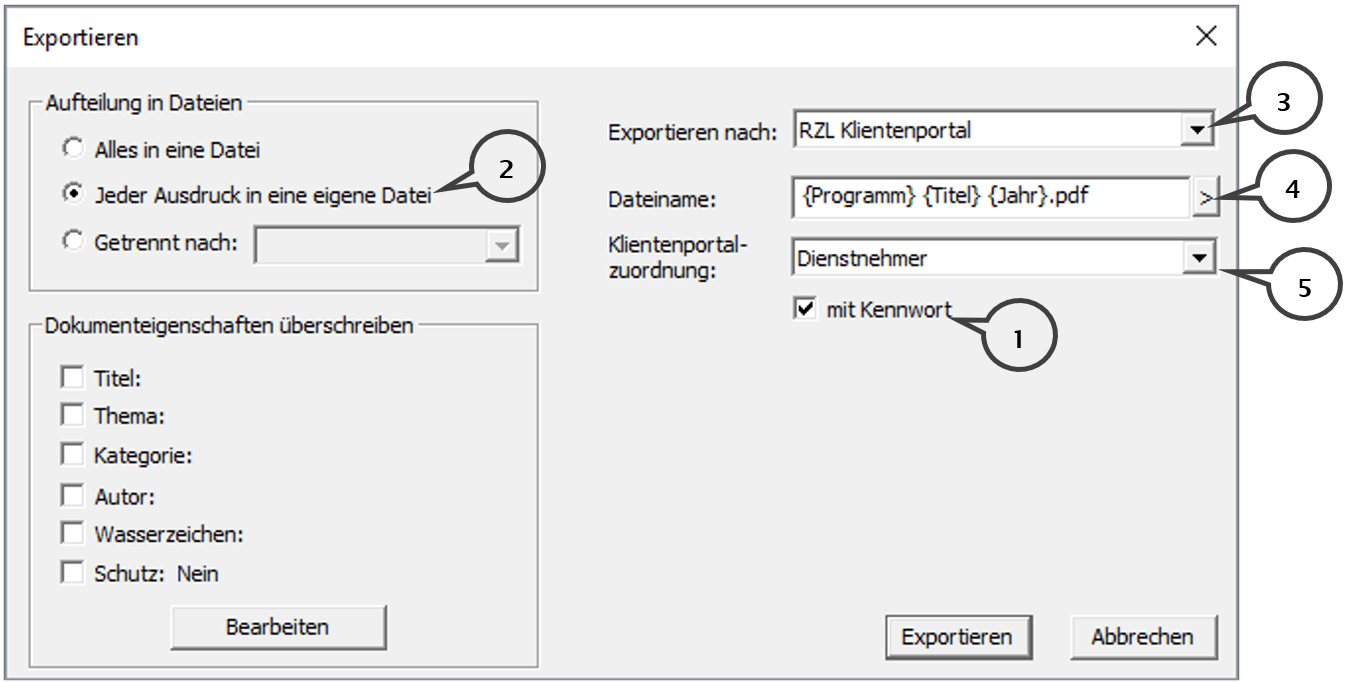 Exportieren
Aufteilung in Dateien
Alles in eine Datei
Jeder Ausdruck in eine eigene Datei
2
Getrennt nach:
Dokumenteigenschaften überschreiben
Titel:
Thema:
Kategorie:
Autor:
Wasserzeichen:
Schutz: Nein
Bearbeiten
Exportieren nach: RZL Klientenportal
3
Dateiname: {Programm} {Titel} {Jahr}.pdf >
4
Klientenportal-
zuordnung: Dienstnehmer
5
mit Kennwort
1
Exportieren Abbrechen